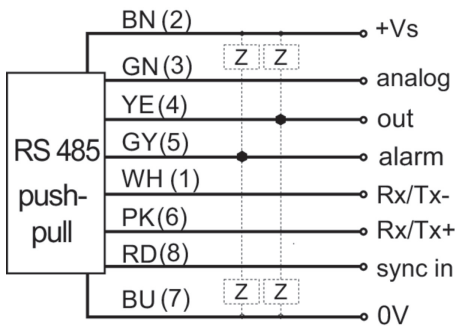 BN (2)
+Vs
Z Z
GN (3)
analog
YE (4)
out
RS 485
push-
pull
GY(5)
alarm
WH (1)
Rx/Tx-
PK(6)
Rx/Tx+
RD(8)
sync in
Z Z
BU (7)
0V